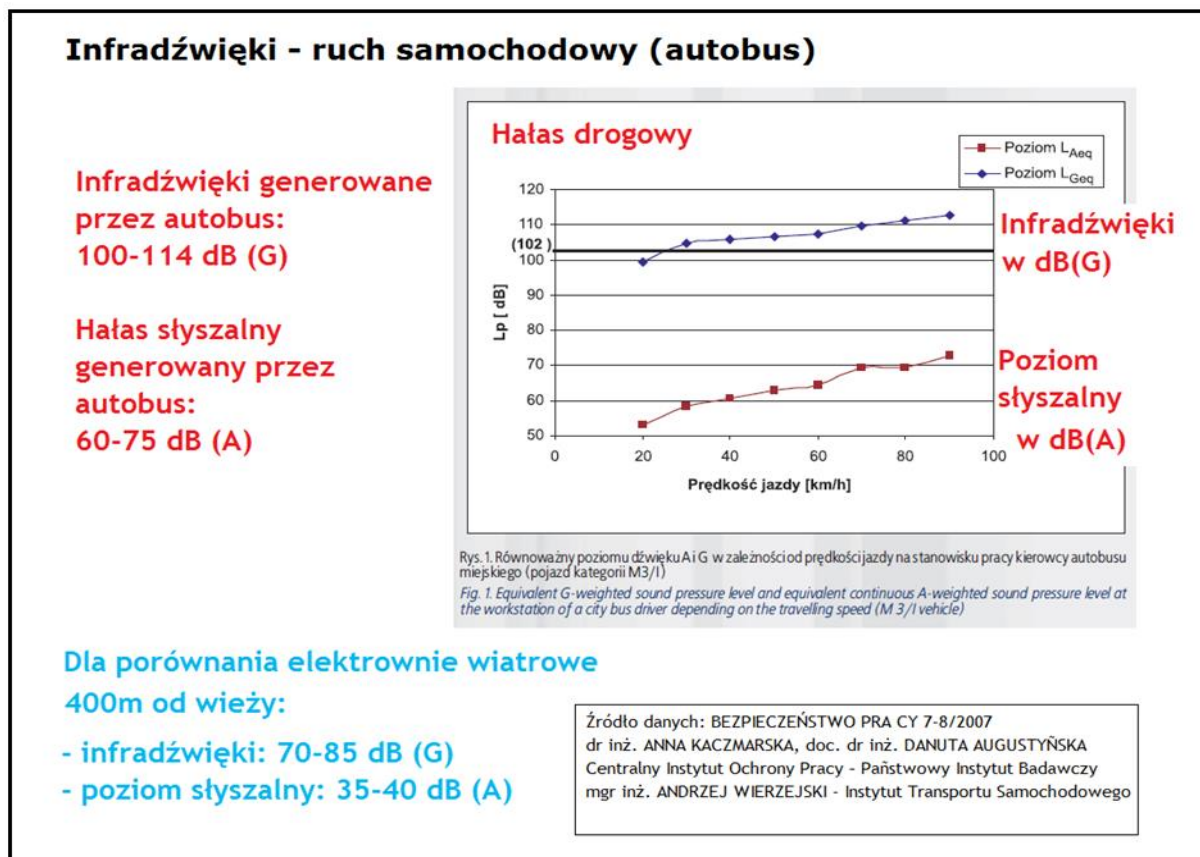 Infradźwięki - ruch samochodowy (autobus)
Infradźwięki generowane
przez autobus:
100-114 dB (G)
Hałas słyszalny
generowany przez
autobus:
60-75 dB (A)
Hałas drogowy
Poziom L_Aeq
Poziom L_Geq
120
110
(102 )
100
90
80
70
60
50
Lp [ dB]
0 20 40 60 80 100
Prędkość jazdy [km/h]
Infradźwięki
w dB(G)
Poziom
słyszalny
w dB(A)
Rys. 1. Równoważny poziomu dźwięku A i G w zależności od prędkości jazdy na stanowisku pracy kierowcy autobusu
miejskiego (pojazd kategorii M3/I)
Fig. 1. Equivalent G-weighted sound pressure level and equivalent continuous A-weighted sound pressure level at
the workstation of a city bus driver depending on the travelling speed (M 3/I vehicle)
Dla porównania elektrownie wiatrowe
400m od wieży:
- infradźwięki: 70-85 dB (G)
- poziom słyszalny: 35-40 dB (A)
Źródło danych: BEZPIECZEŃSTWO PRA CY 7-8/2007
dr inż. ANNA KACZMARSKA, doc. dr inż. DANUTA AUGUSTYŃSKA
Centralny Instytut Ochrony Pracy - Państwowy Instytut Badawczy
mgr inż. ANDRZEJ WIERZEJSKI - Instytut Transportu Samochodowego